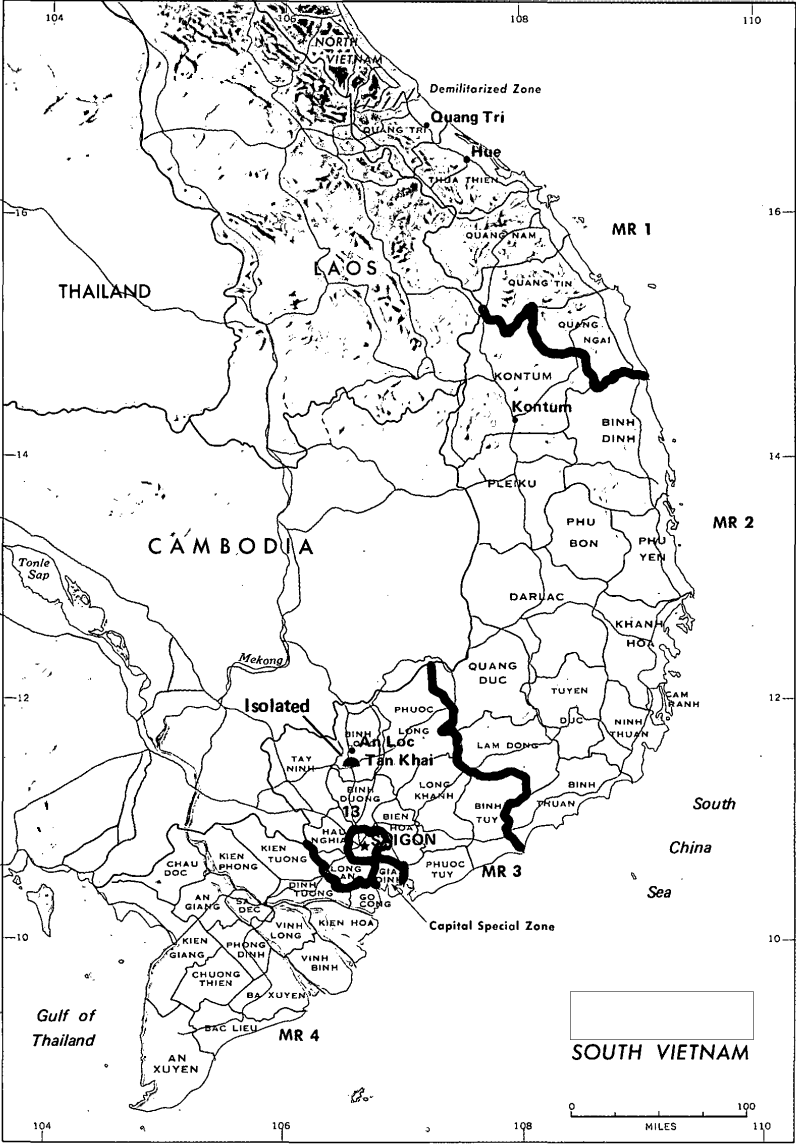 104
106
108
110
NORTH
VIETNAM
Demilitarized Zone
Quang Tri
QUANG TRI
Hue
THUA THIEN
16
16
MR 1
QUANG NAM
LAOS
THAILAND
QUANG TIN
QUANG
NGAI
KONTUM
Kontum
BINH
DINH
14
14
PLEIKU
MR 2
PHU
BON
PHU
YEN
CAMBODIA
Tonle
Sap
DARLAC
KHANH
HOA
Mekong
QUANG
DUC
12
12
TUYEN
DUC
CAM
RANH
Isolated
PHUOC
LONG
NINH
THUAN
BINH
An Loc
LAM DONG
TAY
NINH
Tan Khai
LONG
KHANH
BINH
THUAN
BINH
DUONG
BINH
TUY
13
BIEN
HOA
South
China
Sea
HAU
NGHIA
SAIGON
KIEN
TUONG
KIEN
PHONG
CHAU
DOC
LONG
AN
GIA
DINH
PHUOC
TUY
MR 3
DINH
TUONG
GO
CONG
AN
GIANG
SA
DEC
Capital Special Zone
KIEN HOA
VINH
LONG
10
10
KIEN
GIANG
PHONG
DINH
VINH
BINH
CHUONG
THIEN
BA XUYEN
Gulf of
Thailand
BAC LIEU
MR 4
AN
XUYEN
SOUTH VIETNAM
0
100
MILES
104
106
108
110